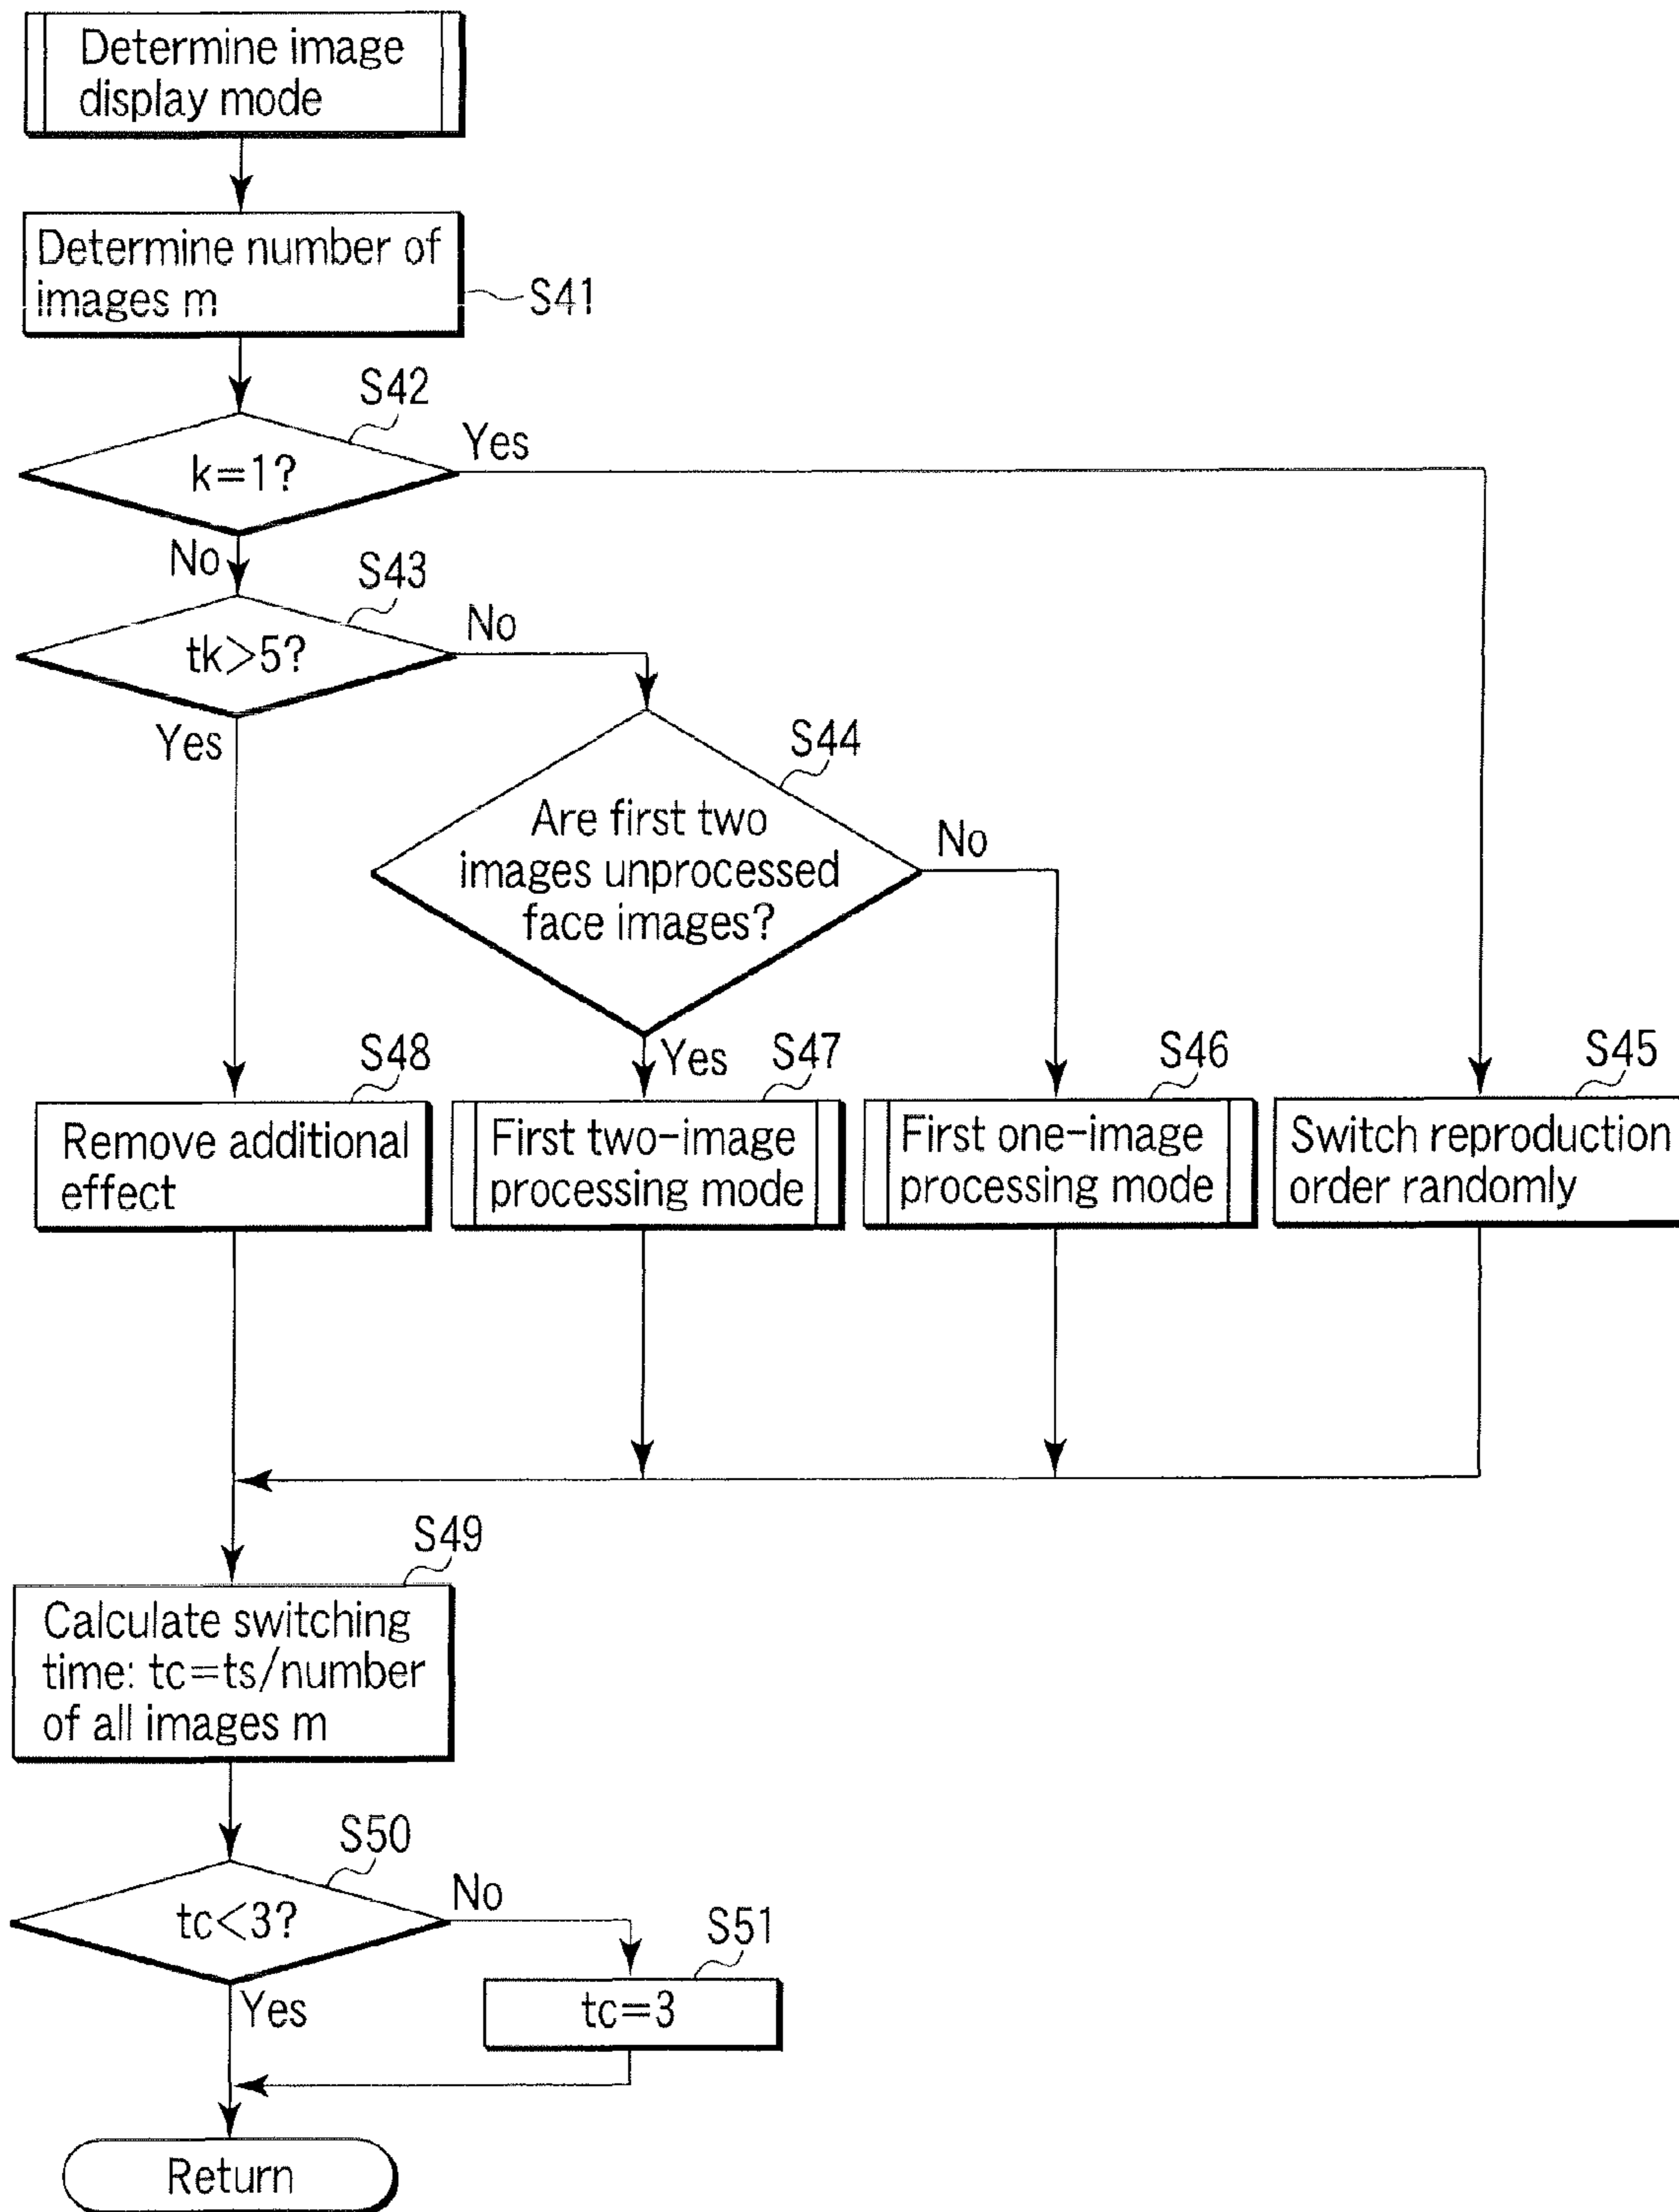 Determine image
display mode
Determine number of
images m
S41
S42
k=1?
Yes
No
S43
tk>5?
No
Yes
S44
Are first two
images unprocessed
face images?
No
Yes
S48
Remove additional
effect
S47
First two-image
processing mode
S46
First one-image
processing mode
S45
Switch reproduction
order randomly
S49
Calculate switching
time: tc=ts/number
of all images m
S50
tc<3?
No
Yes
S51
tc=3
Return